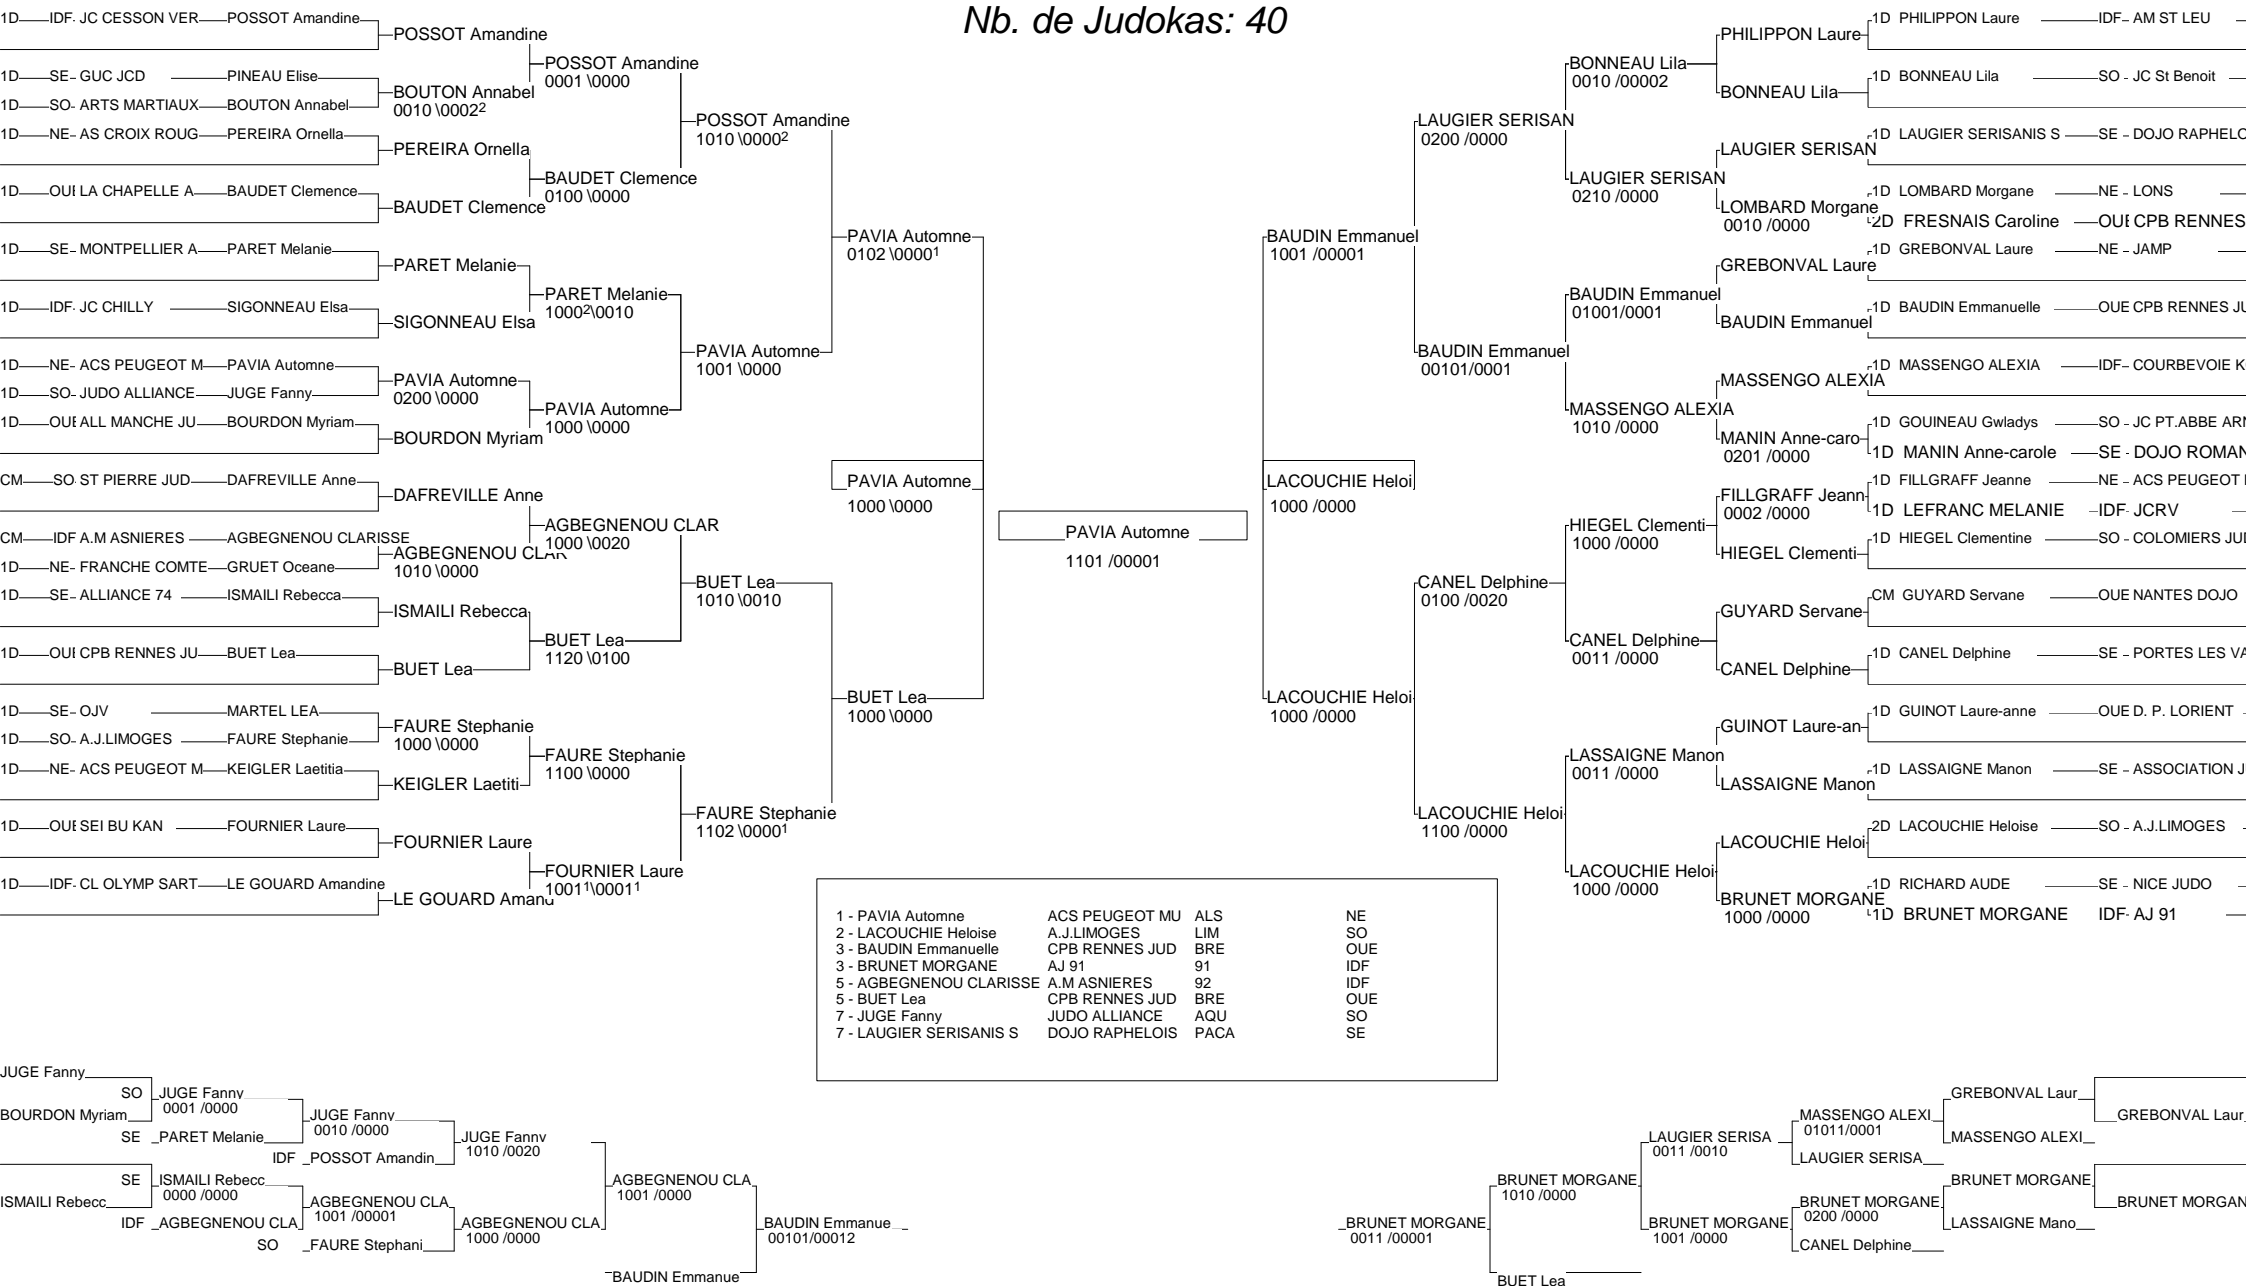 Nb. de Judokas: 40
1D IDF- JC CESSON VER POSSOT Amandine
1D SE- GUC JCD PINEAU Elise
1D SO- ARTS MARTIAUX BOUTON Annabel
1D NE- AS CROIX ROUG PEREIRA Ornella
1D OUE LA CHAPELLE A BAUDET Clemence
1D SE- MONTPELLIER A PARET Melanie
1D IDF- JC CHILLY SIGONNEAU Elsa
1D NE- ACS PEUGEOT M PAVIA Automne
1D SO- JUDO ALLIANCE JUGE Fanny
1D OUE ALL MANCHE JU BOURDON Myriam
CM SO- ST PIERRE JUD DAFREVILLE Anne
CM IDF A.M ASNIERES AGBEGNENOU CLARISSE
1D NE- FRANCHE COMTE GRUET Oceane
1D SE- ALLIANCE 74 ISMAILI Rebecca
1D OUE CPB RENNES JU BUET Lea
1D SE- OJV MARTEL LEA
1D SO- A.J.LIMOGES FAURE Stephanie
1D NE- ACS PEUGEOT M KEIGLER Laetitia
1D OUE SEI BU KAN FOURNIER Laure
1D IDF- CL OLYMP SART LE GOUARD Amandine
POSSOT Amandine
BOUTON Annabel
0010 \0002²
PEREIRA Ornella
BAUDET Clemence
PARET Melanie
SIGONNEAU Elsa
PAVIA Automne
0200 \0000
BOURDON Myriam
DAFREVILLE Anne
AGBEGNENOU CLAR
1010 \0000
ISMAILI Rebecca
BUET Lea
FAURE Stephanie
1000 \0000
KEIGLER Laetiti
FOURNIER Laure
LE GOUARD Amand
POSSOT Amandine
0001 \0000
BAUDET Clemence
0100 \0000
PARET Melanie
1000²\0010
PAVIA Automne
1000 \0000
AGBEGNENOU CLAR
1000 \0020
BUET Lea
1120 \0100
FAURE Stephanie
1100 \0000
FOURNIER Laure
1001¹\0001¹
POSSOT Amandine
1010 \0000²
PAVIA Automne
1001 \0000
BUET Lea
1010 \0010
FAURE Stephanie
1102 \0000¹
PAVIA Automne
0102 \0000¹
BUET Lea
1000 \0000
PAVIA Automne
1000 \0000
PAVIA Automne
1101 /00001
LACOUCHIE Heloi
1000 /0000
BAUDIN Emmanuel
1001 /00001
LACOUCHIE Heloi
1000 /0000
LAUGIER SERISAN
0200 /0000
BAUDIN Emmanuel
00101/0001
CANEL Delphine
0100 /0020
LACOUCHIE Heloi
1100 /0000
BONNEAU Lila
0010 /00002
LAUGIER SERISAN
0210 /0000
BAUDIN Emmanuel
01001/0001
MASSENGO ALEXIA
1010 /0000
HIEGEL Clementi
1000 /0000
CANEL Delphine
0011 /0000
LASSAIGNE Manon
0011 /0000
LACOUCHIE Heloi
1000 /0000
PHILIPPON Laure
BONNEAU Lila
LAUGIER SERISAN
LOMBARD Morgane
0010 /0000
GREBONVAL Laure
BAUDIN Emmanuel
MASSENGO ALEXIA
MANIN Anne-caro
0201 /0000
FILLGRAFF Jeann
0002 /0000
HIEGEL Clementi
GUYARD Servane
CANEL Delphine
GUINOT Laure-an
LASSAIGNE Manon
LACOUCHIE Heloi
BRUNET MORGANE
1000 /0000
1D PHILIPPON Laure IDF- AM ST LEU
1D BONNEAU Lila SO - JC St Benoit
1D LAUGIER SERISANIS S SE - DOJO RAPHELO
1D LOMBARD Morgane NE - LONS
2D FRESNAIS Caroline OUE CPB RENNES
1D GREBONVAL Laure NE - JAMP
1D BAUDIN Emmanuelle OUE CPB RENNES JU
1D MASSENGO ALEXIA IDF- COURBEVOIE K
1D GOUINEAU Gwladys SO - JC PT.ABBE ARN
1D MANIN Anne-carole SE - DOJO ROMAN
1D FILLGRAFF Jeanne NE - ACS PEUGEOT
1D LEFRANC MELANIE IDF- JCRV
1D HIEGEL Clementine SO - COLOMIERS JUD
CM GUYARD Servane OUE NANTES DOJO
1D CANEL Delphine SE - PORTES LES VA
1D GUINOT Laure-anne OUE D. P. LORIENT
1D LASSAIGNE Manon SE - ASSOCIATION J
2D LACOUCHIE Heloise SO - A.J.LIMOGES
1D RICHARD AUDE SE - NICE JUDO
1D BRUNET MORGANE IDF- AJ 91
1 - PAVIA Automne ACS PEUGEOT MU ALS NE
2 - LACOUCHIE Heloise A.J.LIMOGES LIM SO
3 - BAUDIN Emmanuelle CPB RENNES JUD BRE OUE
3 - BRUNET MORGANE AJ 91 91 IDF
5 - AGBEGNENOU CLARISSE A.M ASNIERES 92 IDF
5 - BUET Lea CPB RENNES JUD BRE OUE
7 - JUGE Fanny JUDO ALLIANCE AQU SO
7 - LAUGIER SERISANIS S DOJO RAPHELOIS PACA SE
JUGE Fanny
BOURDON Myriam
ISMAILI Rebecc
SO JUGE Fanny
0001 /0000
SE PARET Melanie
SE ISMAILI Rebecc
0000 /0000
IDF AGBEGNENOU CLA
JUGE Fanny
0010 /0000
IDF POSSOT Amandin
AGBEGNENOU CLA
1001 /00001
SO FAURE Stephani
JUGE Fanny
1010 /0020
AGBEGNENOU CLA
1000 /0000
AGBEGNENOU CLA
1001 /0000
BAUDIN Emmanue
BAUDIN Emmanue
00101/00012
BRUNET MORGANE
0011 /00001
BRUNET MORGANE
1010 /0000
BUET Lea
LAUGIER SERISA
0011 /0010
BRUNET MORGANE
1001 /0000
MASSENGO ALEXI
01011/0001
LAUGIER SERISA
BRUNET MORGANE
0200 /0000
CANEL Delphine
GREBONVAL Laur
MASSENGO ALEXI
BRUNET MORGANE
LASSAIGNE Mano
GREBONVAL Laur
BRUNET MORGAN